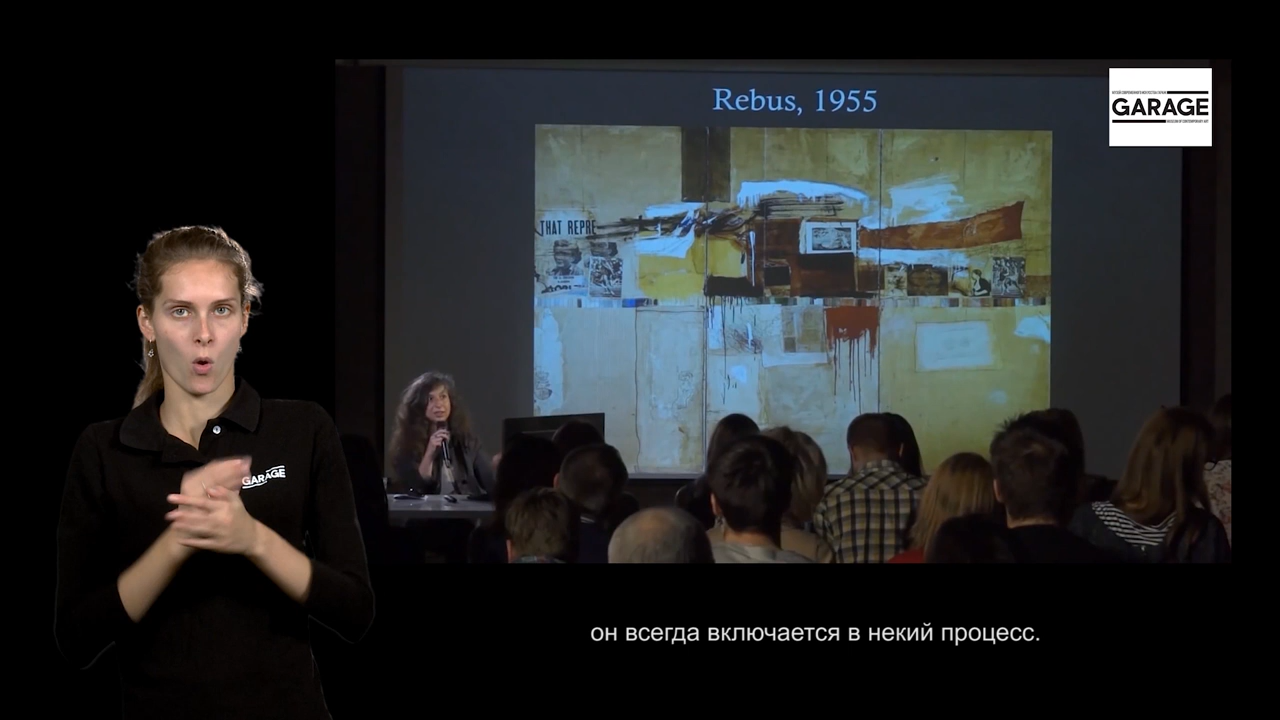 Rebus, 1955
GARAGE
THAT REPRE
GARAGE
он всегда включается в некий процесс.